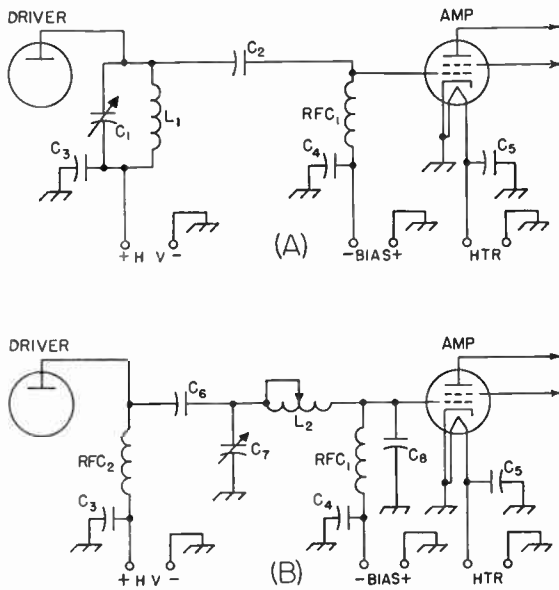 DRIVER
AMP
C2
C1
L1
RFC1
C3
C4
C5
+ H V -
(A)
-BIAS+
HTR
DRIVER
AMP
C6
L2
C7
RFC2
RFC1
C8
C3
C4
C5
+ H V -
(B)
-BIAS+
HTR